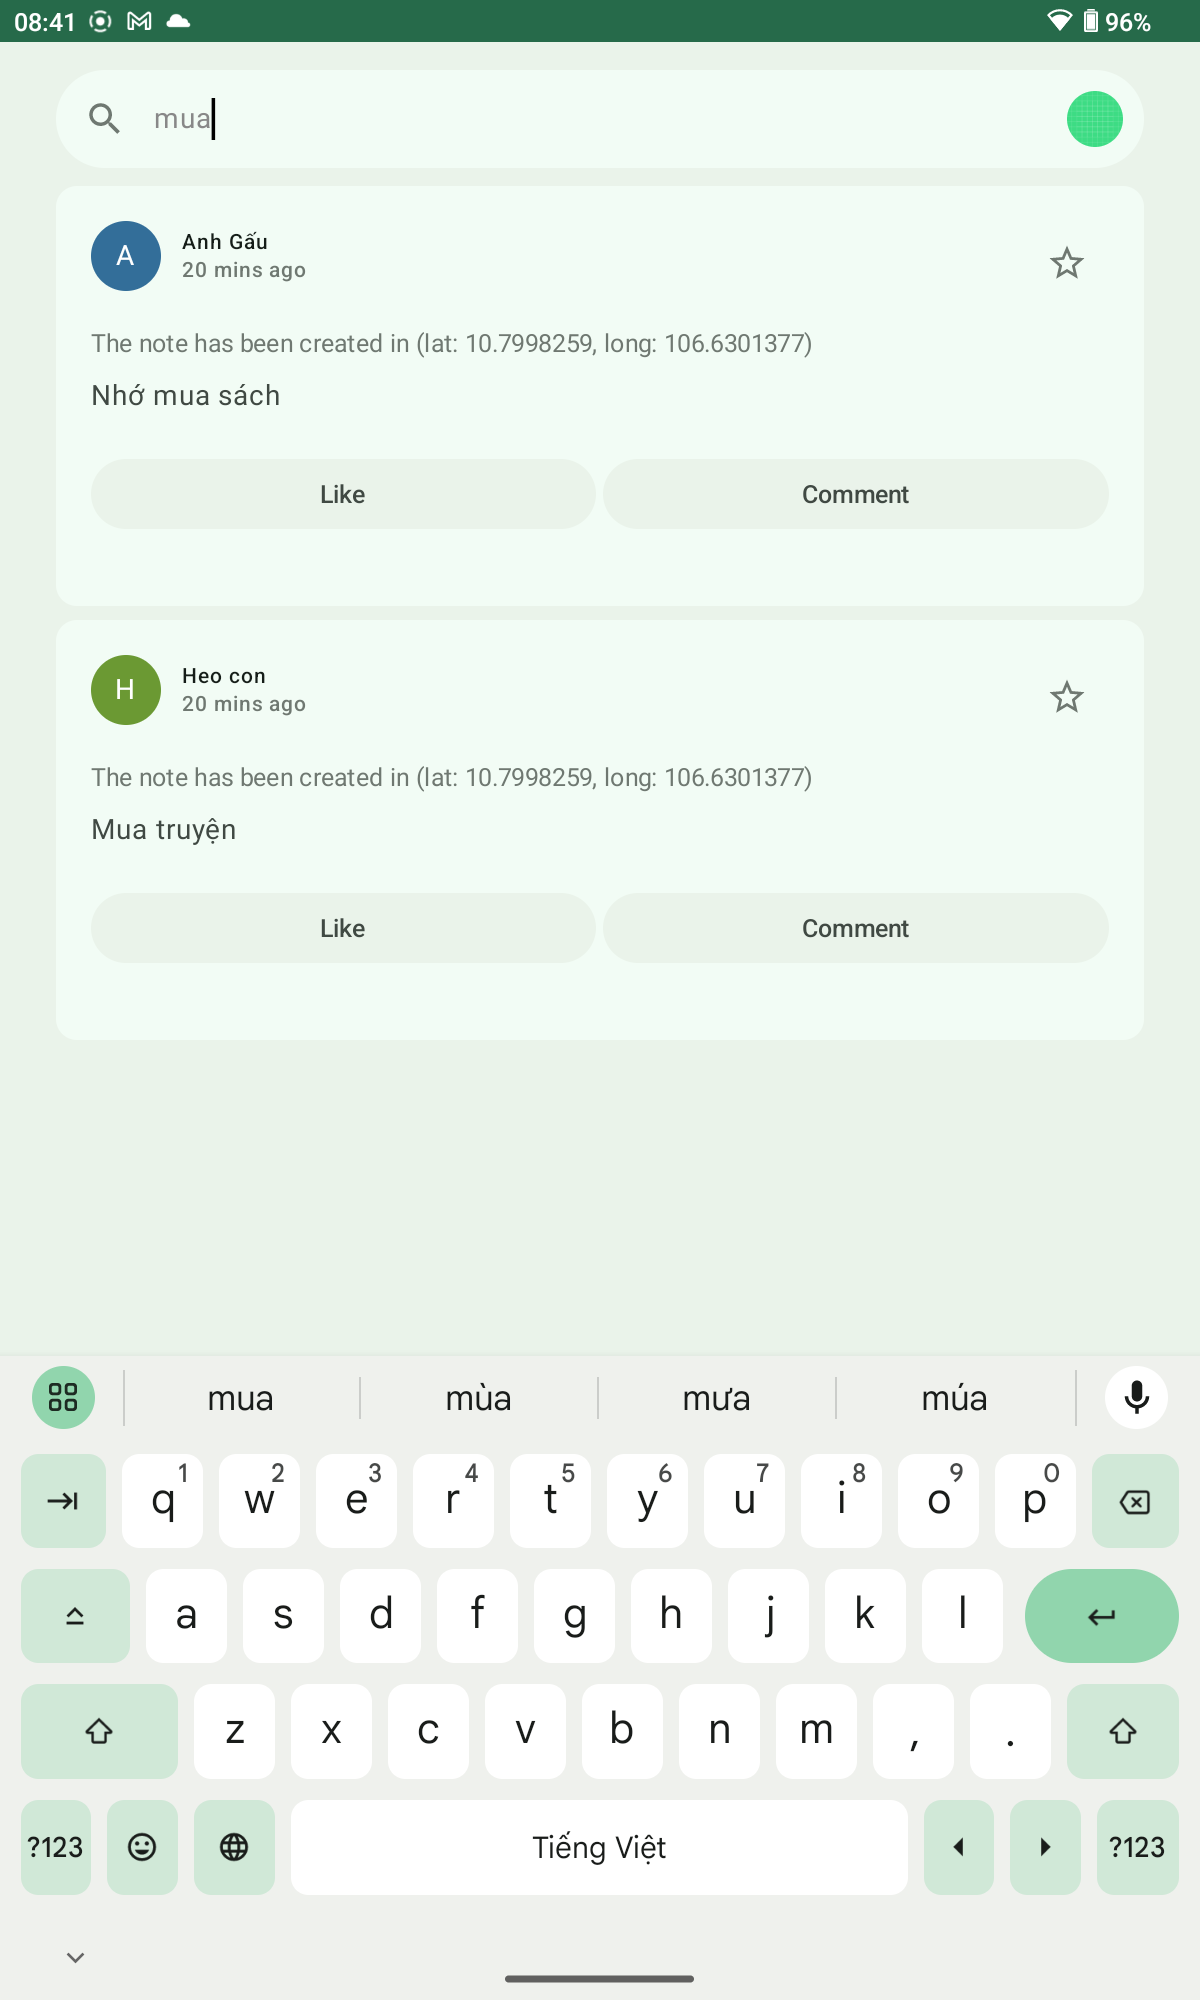 08:41 96%
mua
A
Anh Gấu
20 mins ago
The note has been created in (lat: 10.7998259, long: 106.6301377)
Nhớ mua sách
Like Comment
H
Heo con
20 mins ago
The note has been created in (lat: 10.7998259, long: 106.6301377)
Mua truyện
Like Comment
mua mùa mưa múa
q 1 w 2 e 3 r 4 t 5 y 6 u 7 i 8 o 9 p 0
a s d f g h j k l
z x c v b n m , .
?123 Tiếng Việt ?123